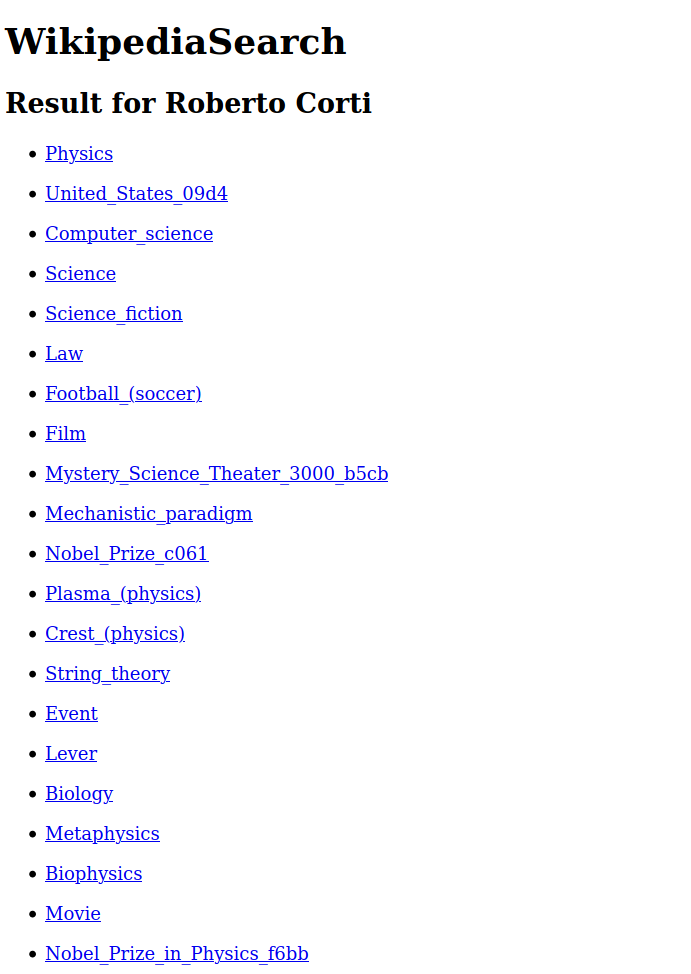 WikipediaSearch
Result for Roberto Corti
Physics
United_States_09d4
Computer_science
Science
Science_fiction
Law
Football_(soccer)
Film
Mystery_Science_Theater_3000_b5cb
Mechanistic_paradigm
Nobel_Prize_c061
Plasma_(physics)
Crest_(physics)
String_theory
Event
Lever
Biology
Metaphysics
Biophysics
Movie
Nobel_Prize_in_Physics_f6bb